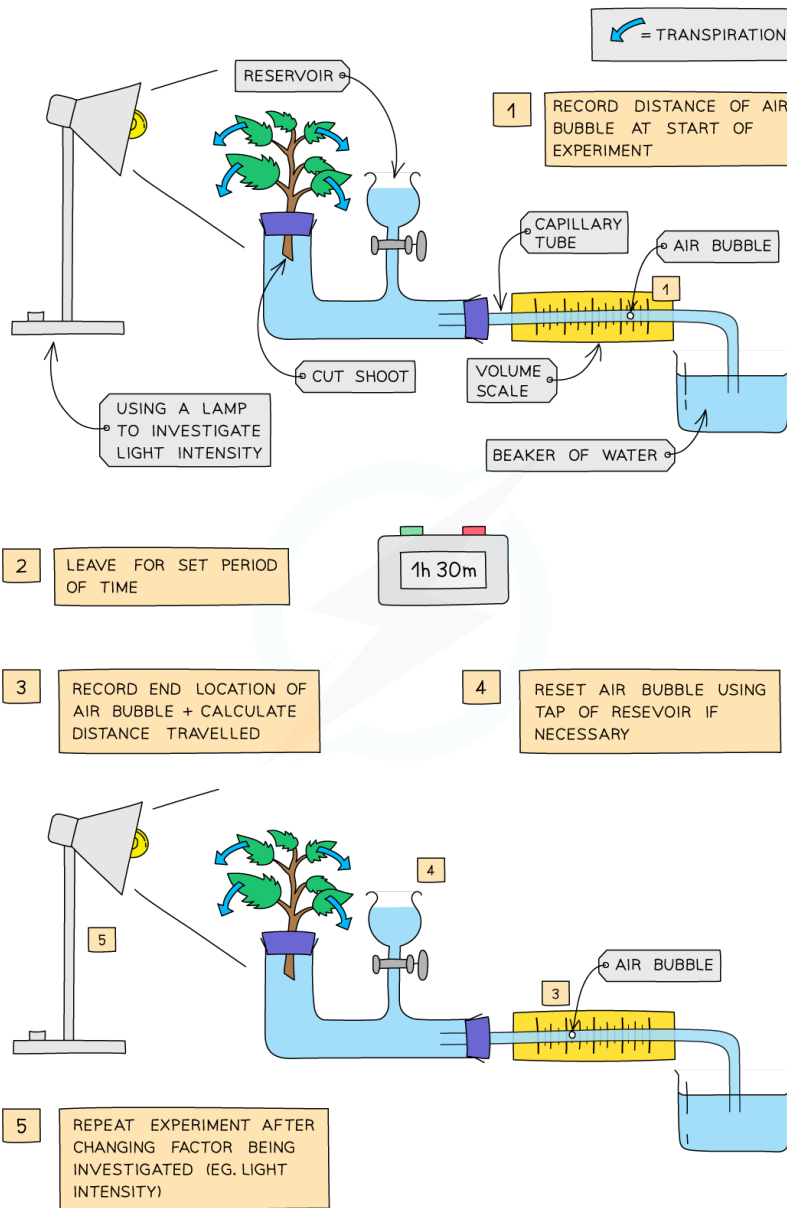 = TRANSPIRATION
RESERVOIR
1
RECORD DISTANCE OF AIR
BUBBLE AT START OF
EXPERIMENT
CAPILLARY
TUBE
AIR BUBBLE
1
CUT SHOOT
VOLUME
SCALE
USING A LAMP
TO INVESTIGATE
LIGHT INTENSITY
BEAKER OF WATER
2
LEAVE FOR SET PERIOD
OF TIME
1h 30m
3
RECORD END LOCATION OF
AIR BUBBLE + CALCULATE
DISTANCE TRAVELLED
4
RESET AIR BUBBLE USING
TAP OF RESEVOIR IF
NECESSARY
4
5
AIR BUBBLE
3
5
REPEAT EXPERIMENT AFTER
CHANGING FACTOR BEING
INVESTIGATED (EG. LIGHT
INTENSITY)